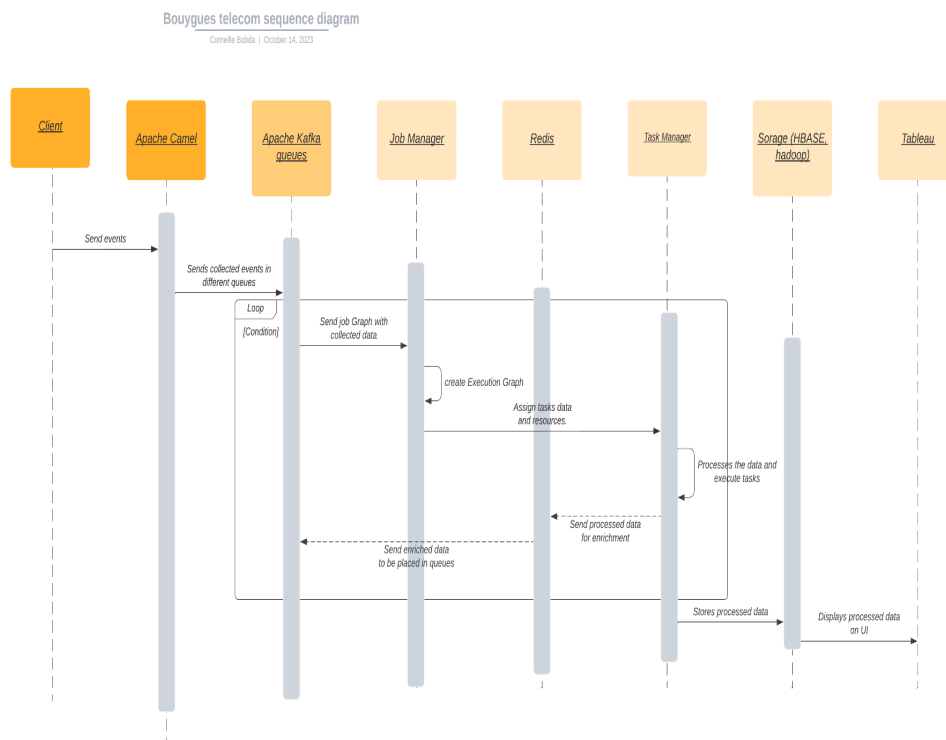 Bouygues telecom sequence diagram
Corneille Bobda | October 14, 2023
Client
Apache Camel
Apache Kafka
queues
Job Manager
Redis
Task Manager
Sorage (HBASE,
hadoop)
Tableau
Send events
Sends collected events in
different queues
Loop
[Condition]
Send job Graph with
collected data
create Execution Graph
Assign tasks data
and resources.
Processes the data and
execute tasks
Send processed data
for enrichment
Send enriched data
to be placed in queues
Stores processed data
Displays processed data
on UI